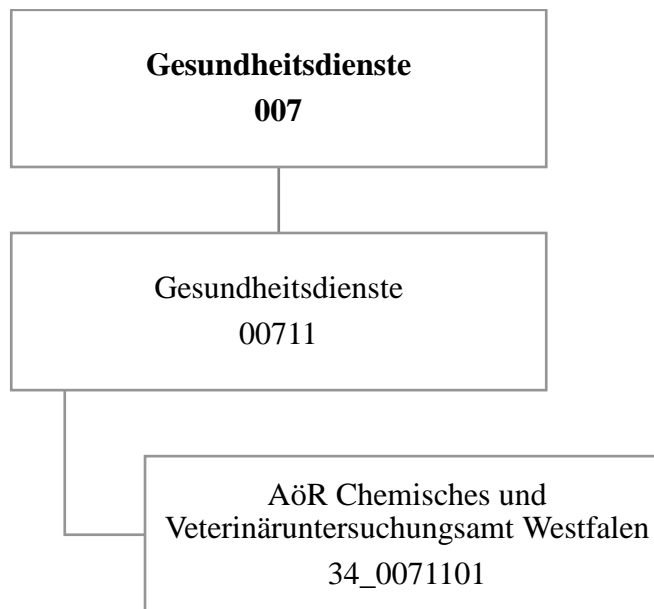 Gesundheitsdienste
007
Gesundheitsdienste
00711
AöR Chemisches und
Veterinäruntersuchungsamt Westfalen
34_0071101